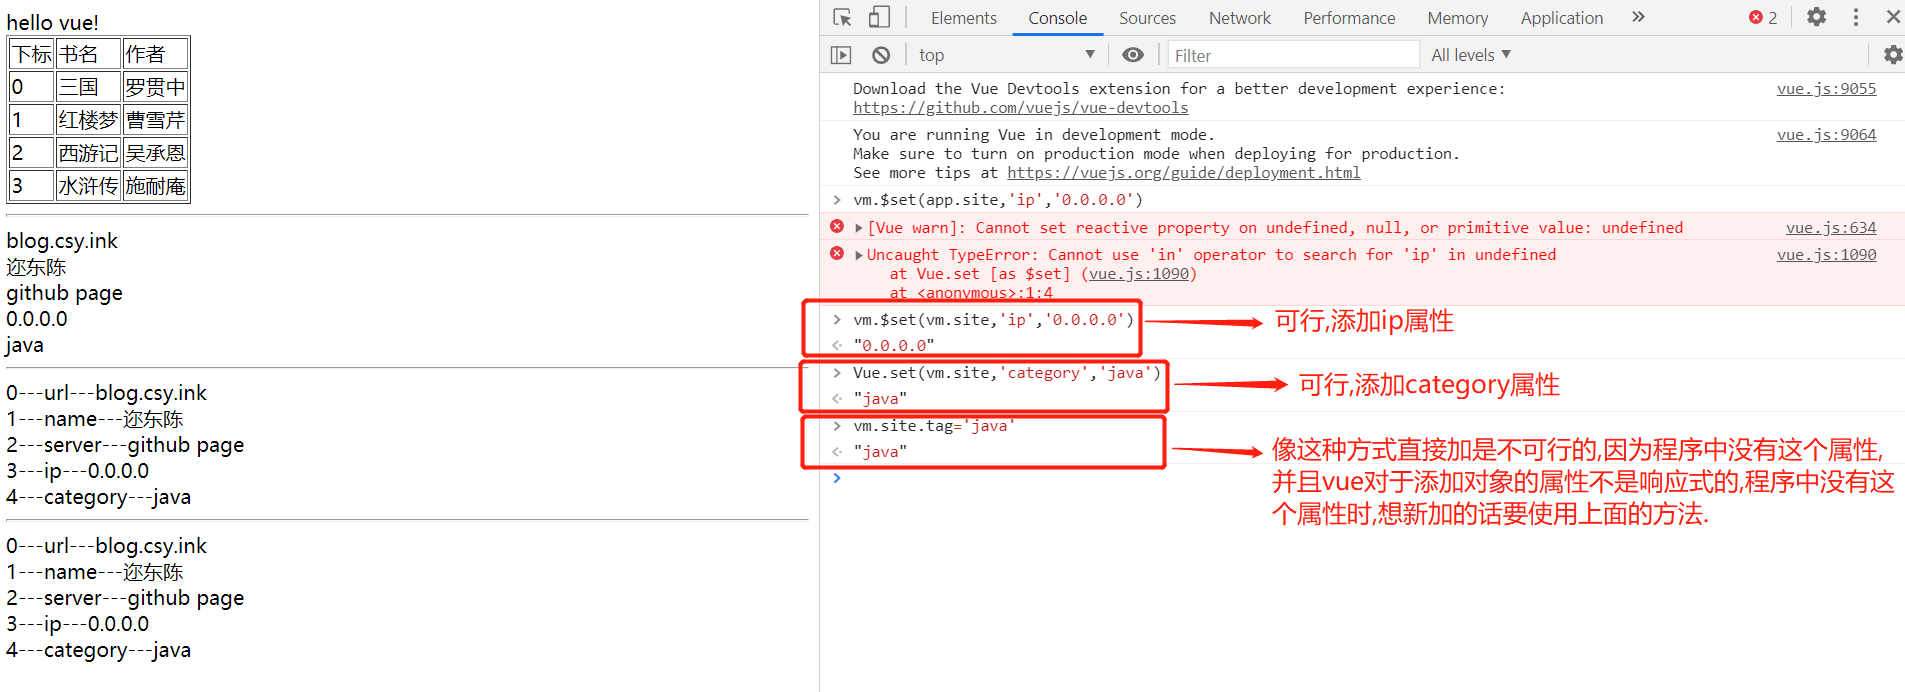 hello vue!
下标 书名 作者
0 三国 罗贯中
1 红楼梦 曹雪芹
2 西游记 吴承恩
3 水浒传 施耐庵
blog.csy.ink
迩东陈
github page
0.0.0.0
java
0---url---blog.csy.ink
1---name---迩东陈
2---server---github page
3---ip---0.0.0.0
4---category---java
0---url---blog.csy.ink
1---name---迩东陈
2---server---github page
3---ip---0.0.0.0
4---category---java
Elements Console Sources Network Performance Memory Application » 2
top Filter All levels
Download the Vue Devtools extension for a better development experience: vue.js:9055
https://github.com/vuejs/vue-devtools
You are running Vue in development mode. vue.js:9064
Make sure to turn on production mode when deploying for production.
See more tips at https://vuejs.org/guide/deployment.html
vm.$set(app.site,'ip','0.0.0.0')
[Vue warn]: Cannot set reactive property on undefined, null, or primitive value: undefined vue.js:634
Uncaught TypeError: Cannot use 'in' operator to search for 'ip' in undefined vue.js:1090
at Vue.set [as $set] (vue.js:1090)
at <anonymous>:1:4
vm.$set(vm.site,'ip','0.0.0.0')
"0.0.0.0"
可行,添加ip属性
Vue.set(vm.site,'category','java')
"java"
可行,添加category属性
vm.site.tag='java'
"java"
像这种方式直接加是不可行的,因为程序中没有这个属性,
并且vue对于添加对象的属性不是响应式的,程序中没有这
个属性时,想新加的话要使用上面的方法.